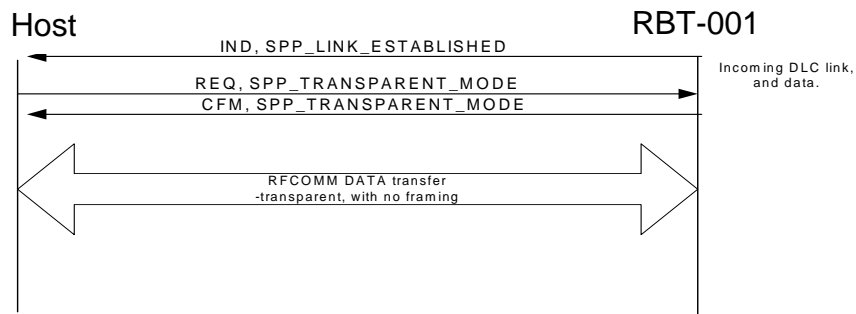 Host
RBT-001
IND, SPP_LINK_ESTABLISHED
Incoming DLC link,
and data.
REQ, SPP_TRANSPARENT_MODE
CFM, SPP_TRANSPARENT_MODE
RFCOMM DATA transfer
-transparent, with no framing